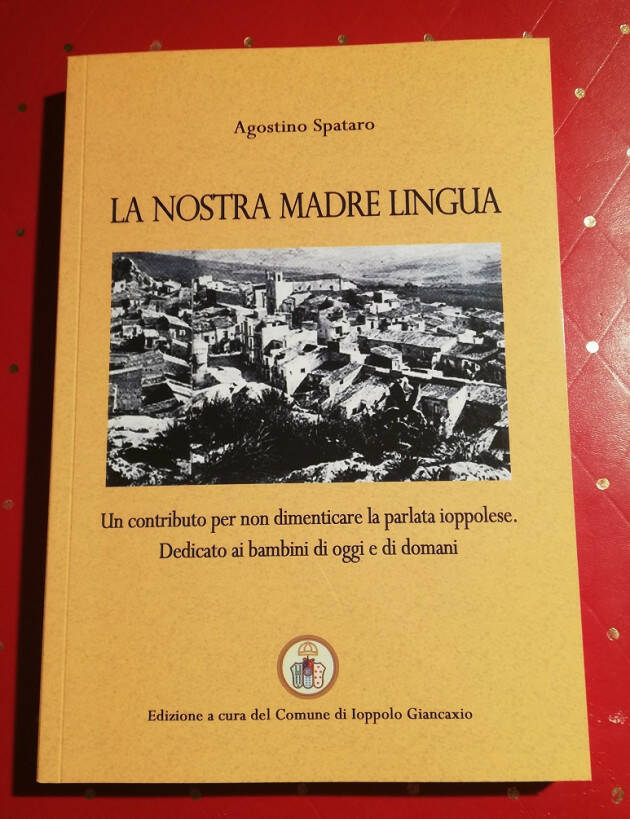 Agostino Spataro
LA NOSTRA MADRE LINGUA
Un contributo per non dimenticare la parlata ioppolese.
Dedicato ai bambini di oggi e di domani
Edizione a cura del Comune di Ioppolo Giancaxio